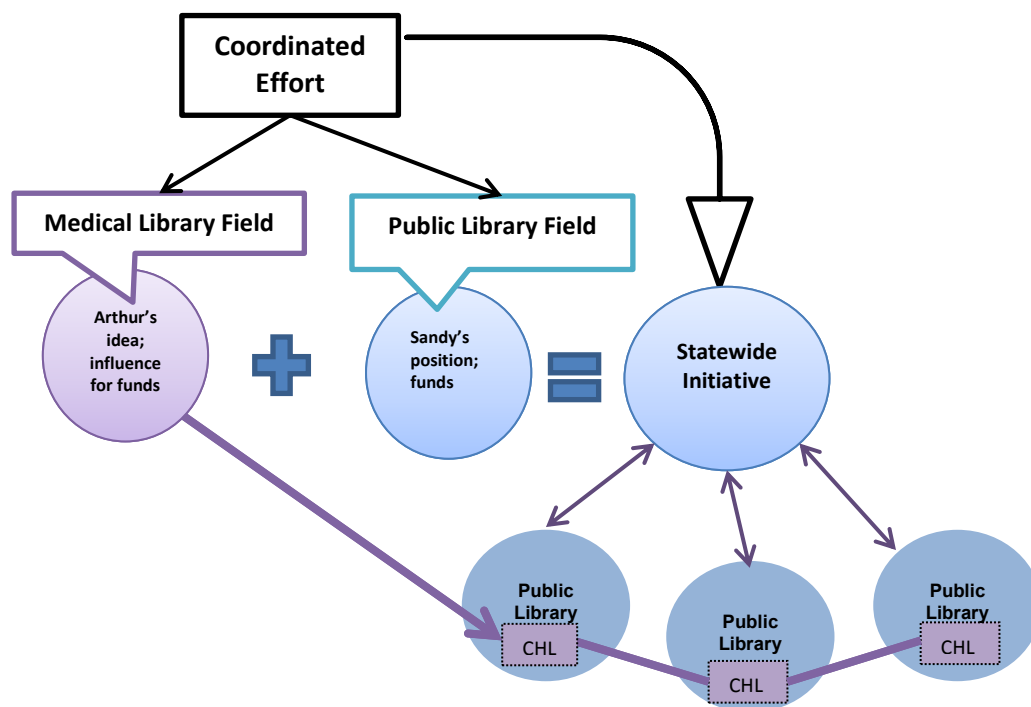 Coordinated
Effort
Medical Library Field
Public Library Field
Arthur's
idea;
influence
for funds
Sandy's
position;
funds
Statewide
Initiative
Public
Library
CHL
Public
Library
CHL
Public
Library
CHL